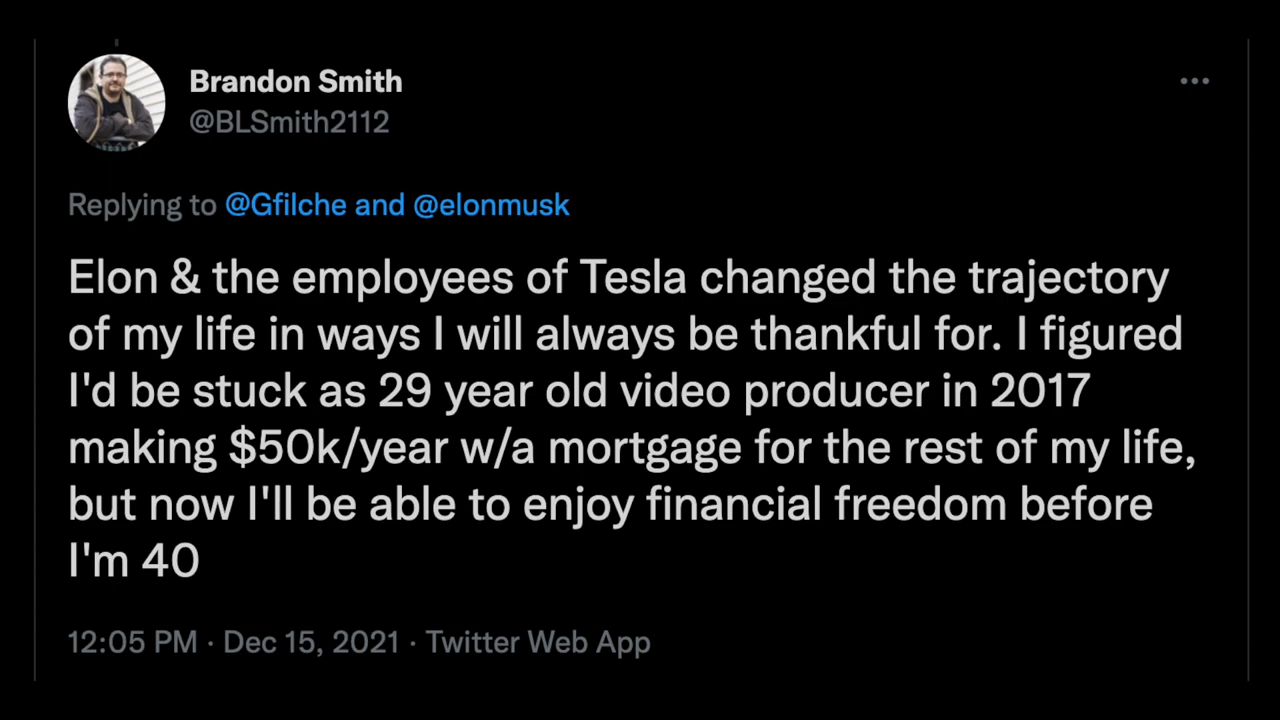 Brandon Smith
@BLSmith2112
Replying to @Gfilche and @elonmusk
Elon & the employees of Tesla changed the trajectory
of my life in ways I will always be thankful for. I figured
I'd be stuck as 29 year old video producer in 2017
making $50k/year w/a mortgage for the rest of my life,
but now I'll be able to enjoy financial freedom before
I'm 40
12:05 PM · Dec 15, 2021 · Twitter Web App